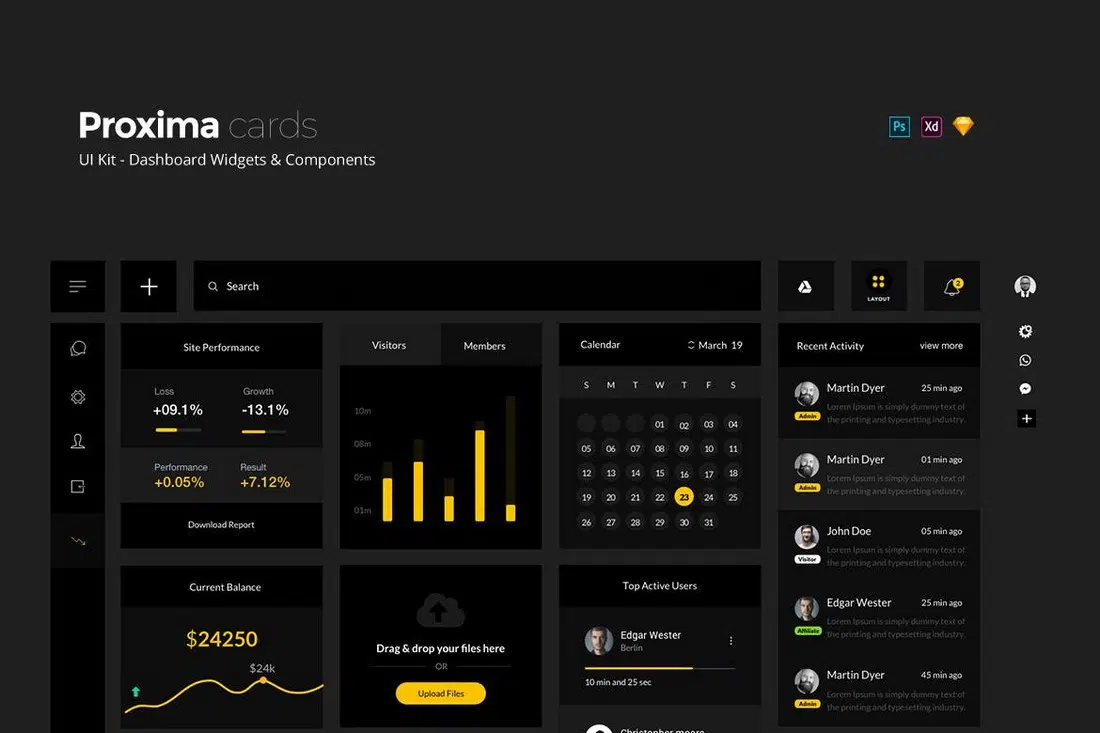 Proxima cards
UI Kit - Dashboard Widgets & Components
Ps Xd
Search
LAYOUT
2
Site Performance
Loss Growth
+09.1% -13.1%
Performance Result
+0.05% +7.12%
Download Report
Visitors Members
10m
08m
05m
01m
Calendar March 19
S M T W T F S
01 02 03 04
05 06 07 08 09 10 11
12 13 14 15 16 17 18
19 20 21 22 23 24 25
26 27 28 29 30 31
Recent Activity view more
Martin Dyer 25 min ago
Lorem Ipsum is simply dummy text of
Admin
the printing and typesetting industry.
Martin Dyer 01 min ago
Lorem Ipsum is simply dummy text of
Admin
the printing and typesetting industry.
John Doe 05 min ago
Lorem Ipsum is simply dummy text of
Visitor
the printing and typesetting industry.
Edgar Wester 25 min ago
Lorem Ipsum is simply dummy text of
Affiliate
the printing and typesetting industry.
Martin Dyer 45 min ago
Lorem Ipsum is simply dummy text of
Admin
the printing and typesetting industry.
Current Balance
$24250
$24k
Drag & drop your files here
OR
Upload Files
Top Active Users
Edgar Wester
Berlin
10 min and 25 sec
Christopher moore